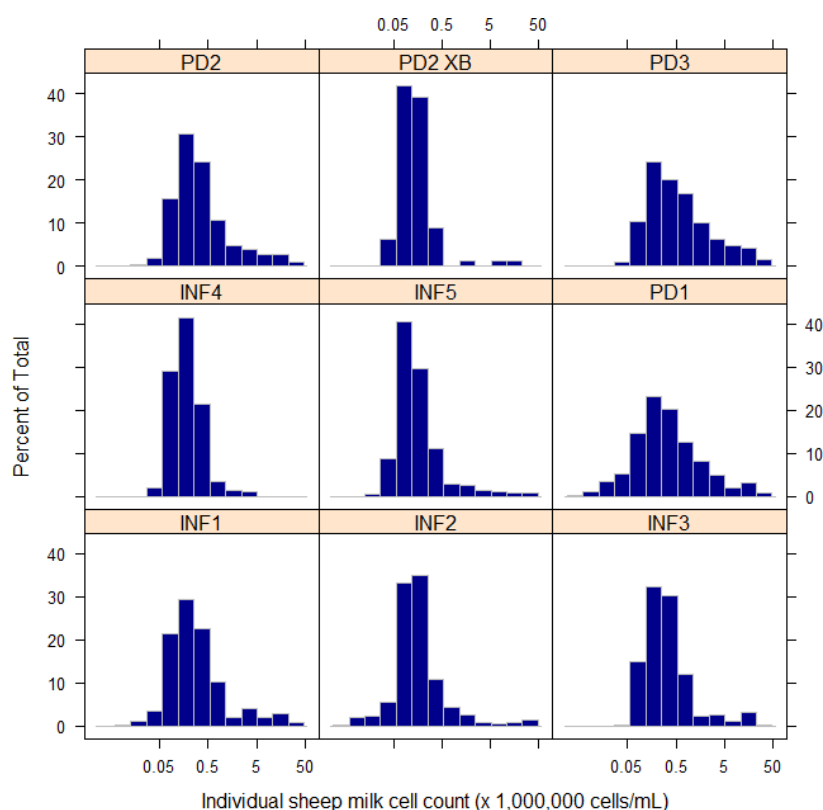 0.05 0.5 5 50
PD2 PD2 XB PD3
40
30
20
10
0
INF4 INF5 PD1
40
30
20
10
0
Percent of Total
INF1 INF2 INF3
40
30
20
10
0
0.05 0.5 5 50 0.05 0.5 5 50
Individual sheep milk cell count (x 1,000,000 cells/mL)